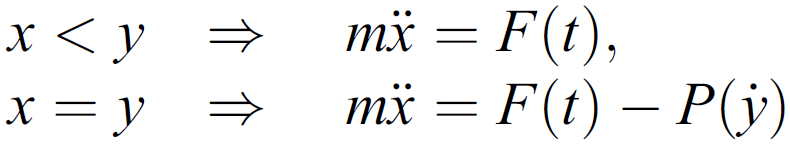 x < y ⇒ mẍ = F(t),
x = y ⇒ mẍ = F(t) − P(ẏ)